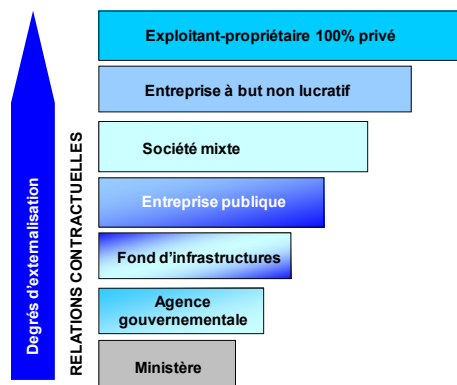 Exploitant-propriétaire 100% privé
Entreprise à but non lucratif
Société mixte
Entreprise publique
Fond d'infrastructures
Agence
gouvernementale
Ministère
Degrés d'externalisation
RELATIONS CONTRACTUELLES